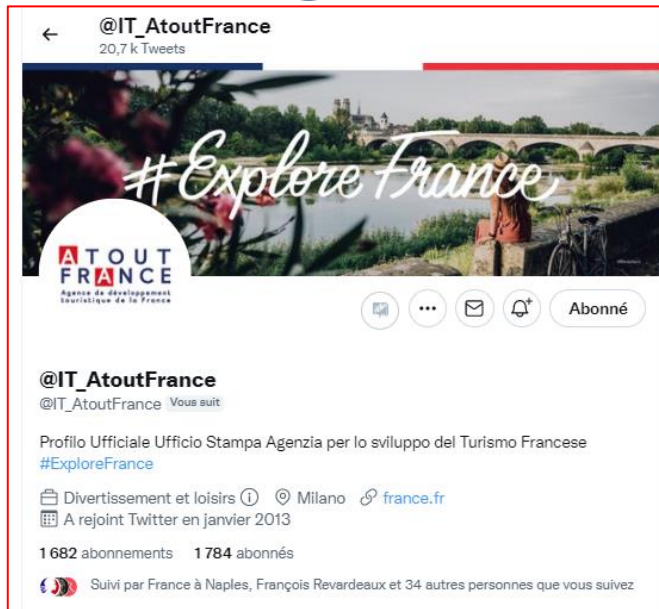 @IT_AtoutFrance
20,7 k Tweets
#Explore France
ATOUT
FRANCE
Agence de développement
touristique de la France
Abonné
@IT_AtoutFrance
@IT_AtoutFrance Vous suit
Profilo Ufficiale Ufficio Stampa Agenzia per lo sviluppo del Turismo Francese
#ExploreFrance
Divertissement et loisirs Milano france.fr
A rejoint Twitter en janvier 2013
1 682 abonnements 1 784 abonnés
Suivi par France à Naples, François Revardeaux et 34 autres personnes que vous suivez